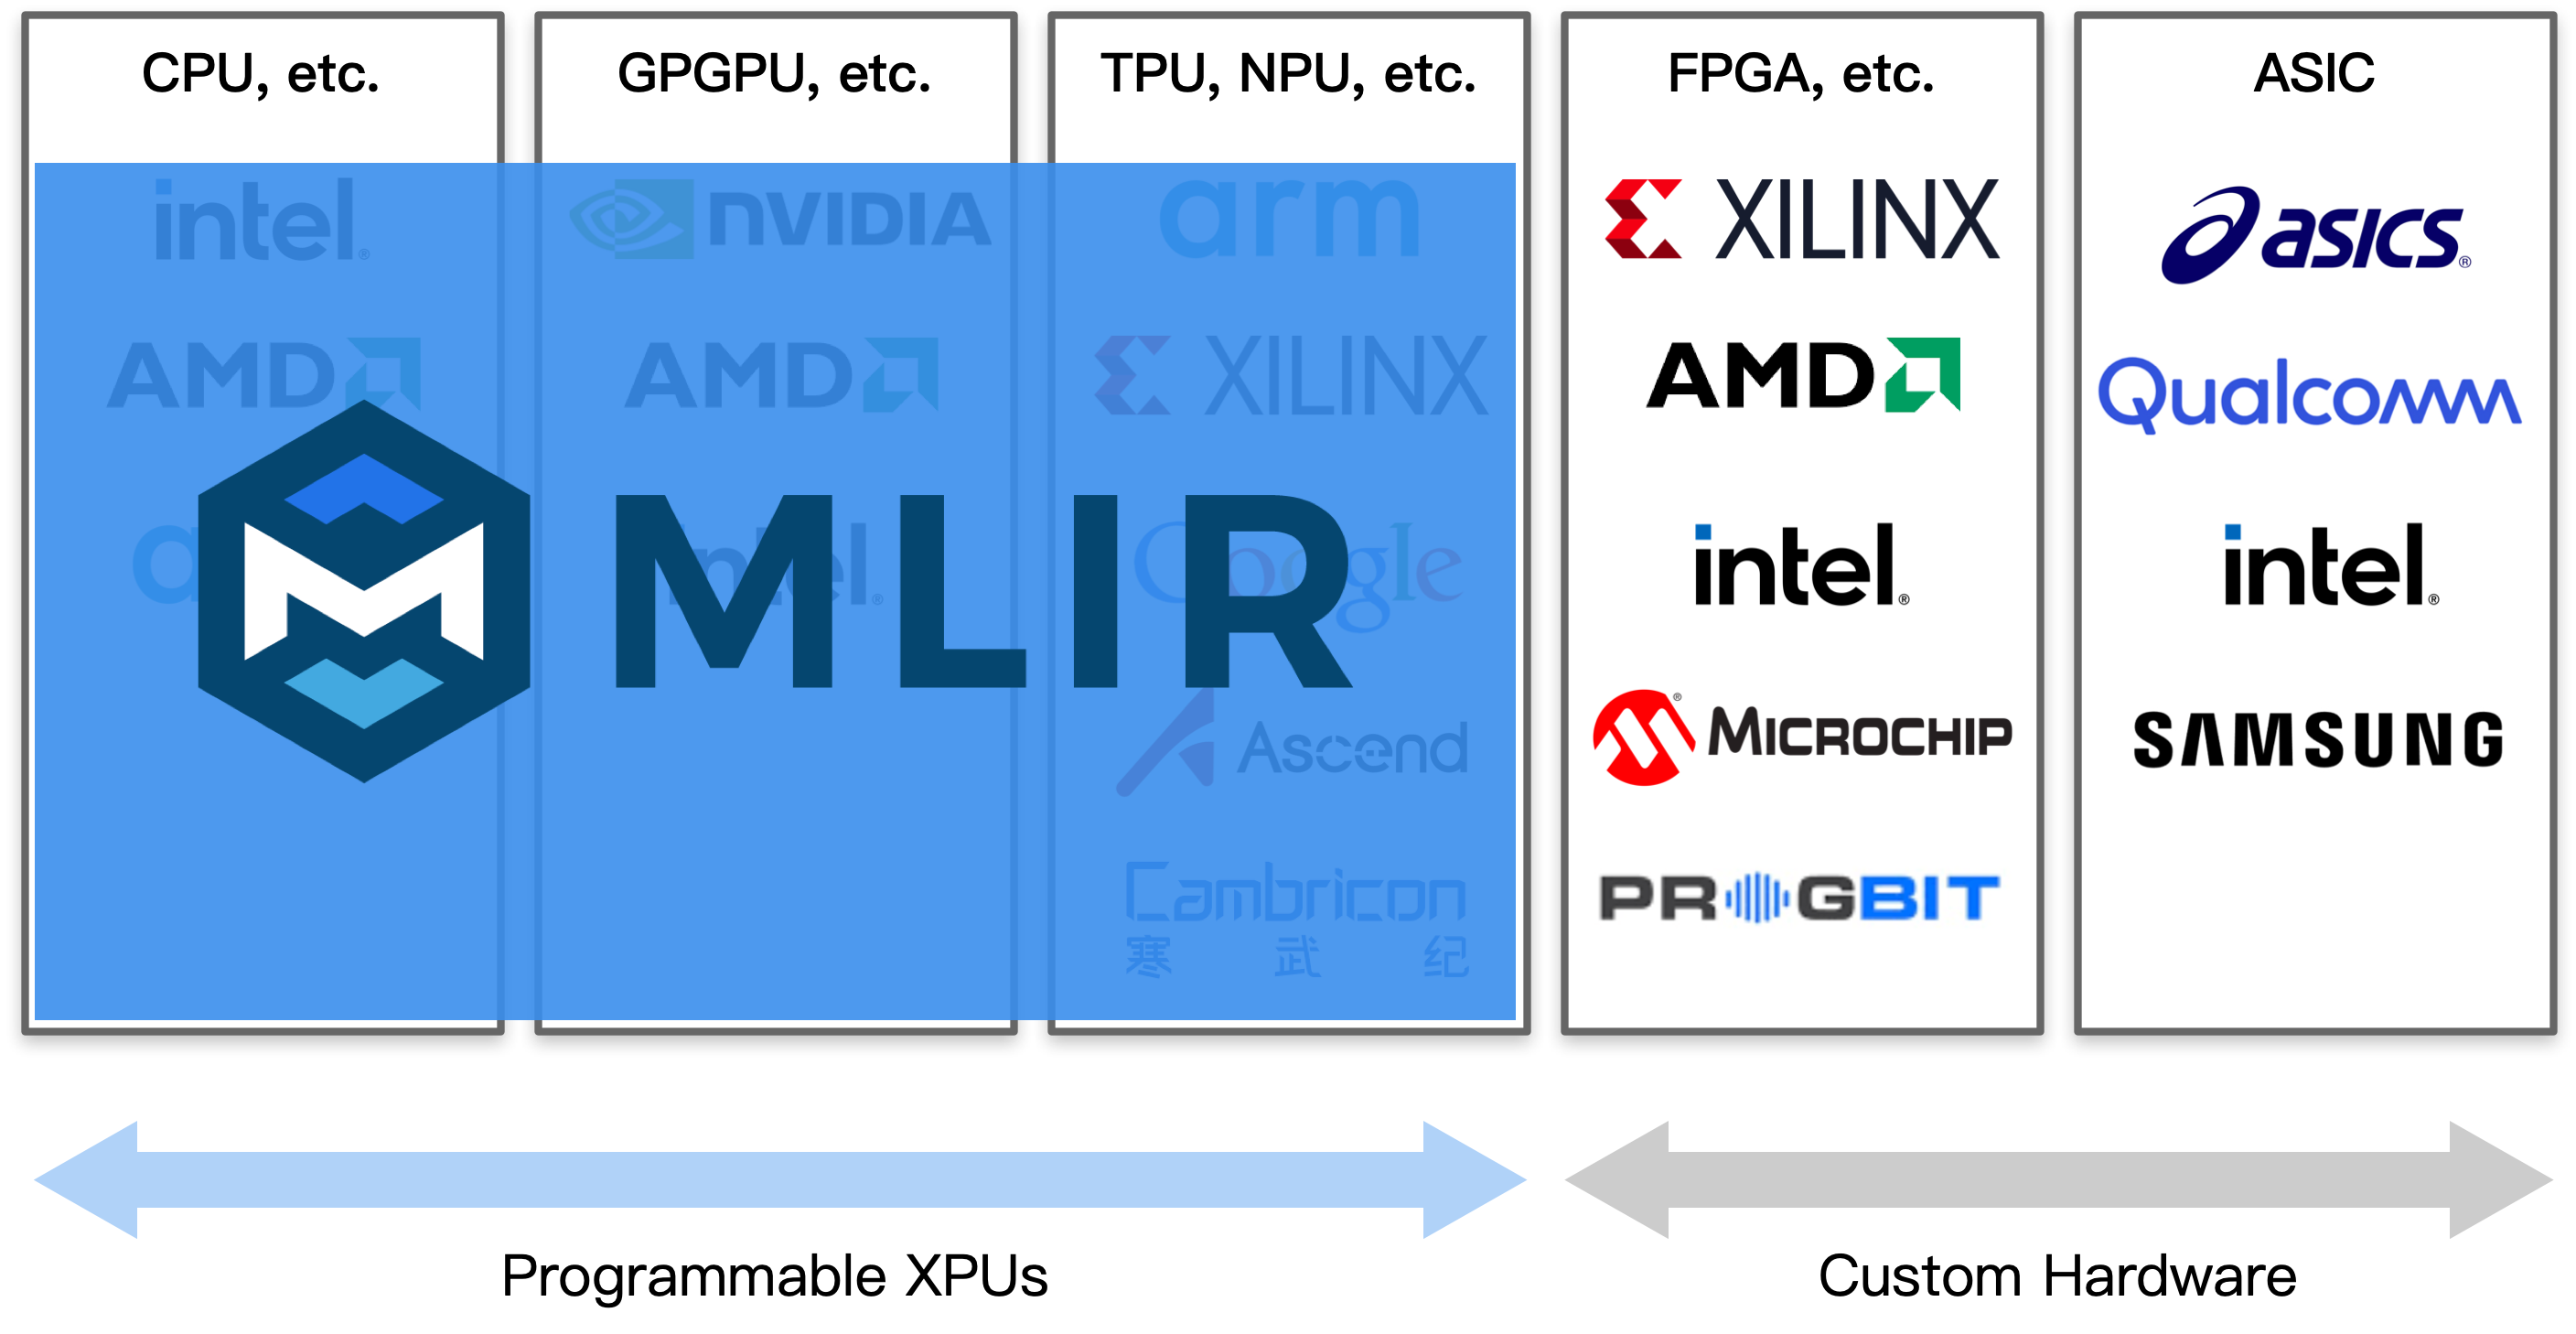 CPU, etc.
intel®
AMD
GPGPU, etc.
NVIDIA
AMD
intel®
TPU, NPU, etc.
arm
XILINX
Google
Ascend
Cambricon
寒 武 纪
MLIR
FPGA, etc.
XILINX
AMD
intel®
MICROCHIP®
PROGBIT
ASIC
asics®
Qualcomm
intel®
SAMSUNG
Programmable XPUs
Custom Hardware